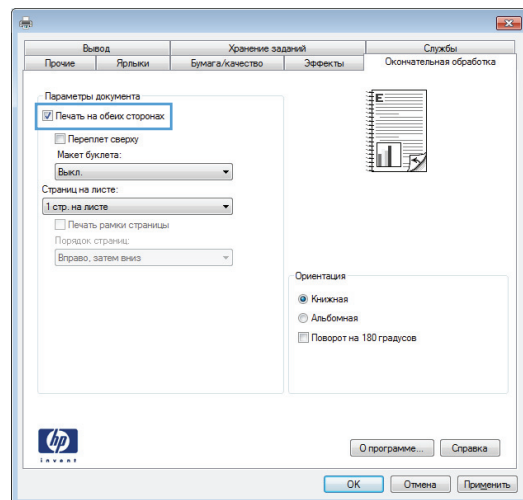 Вывод
Хранение заданий
Службы
Прочие
Ярлыки
Бумага/качество
Эффекты
Окончательная обработка
Параметры документа
Печать на обеих сторонах
Переплет сверху
Макет буклета:
Выкл.
Страниц на листе:
1 стр. на листе
Печать рамки страницы
Порядок страниц:
Вправо, затем вниз
E
Ориентация
Книжная
Альбомная
Поворот на 180 градусов
hp
invent
О программе...
Справка
OK
Отмена
Применить